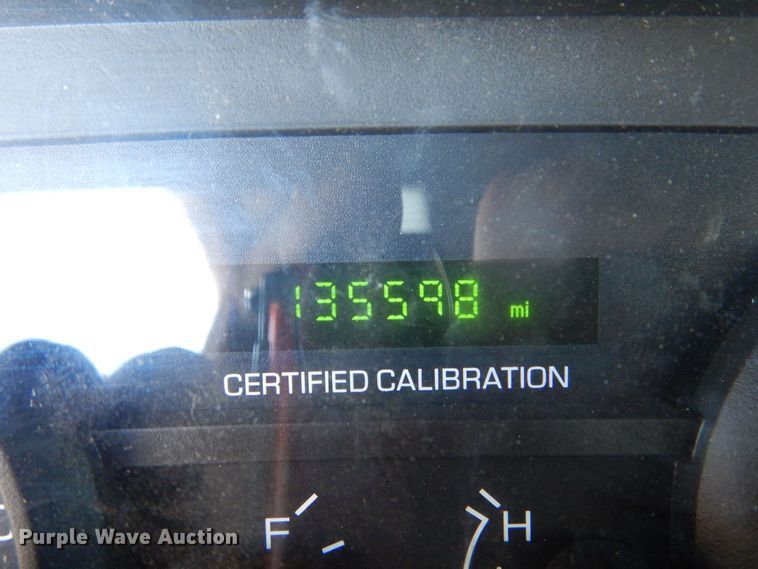 135598 mi
CERTIFIED CALIBRATION
F H
Purple Wave Auction